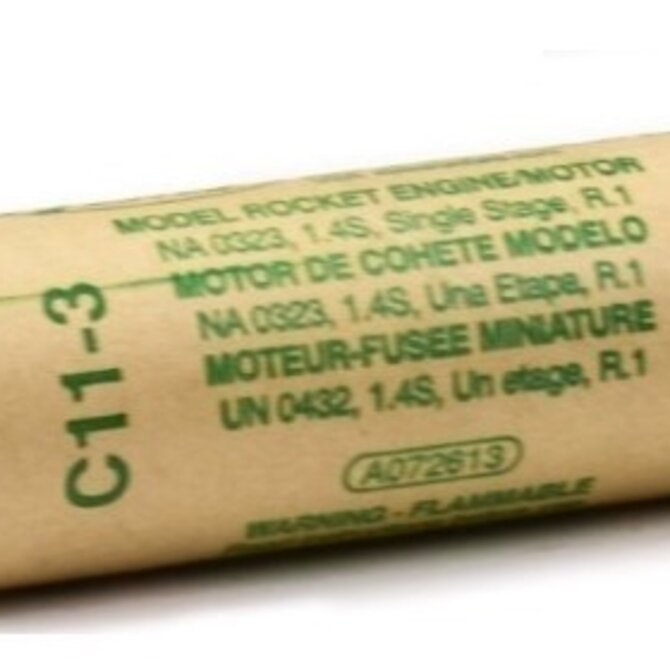 C11-3
MODEL ROCKET ENGINE/MOTOR
NA 0323, 1.4S, Single Stage, R.1
MOTOR DE COHETE MODELO
NA 0323, 1.4S, Una Etapa, R.1
MOTEUR-FUSEE MINIATURE
UN 0432, 1.4S, Un etage, R.1
A072613
WARNING - FLAMMABLE